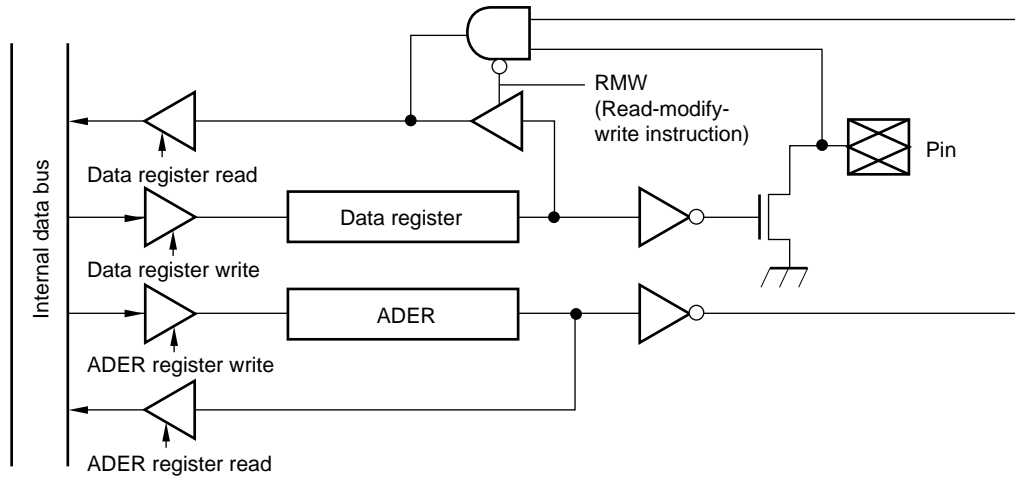 RMW
(Read-modify-
write instruction)
Pin
Data register read
Data register
Internal data bus
Data register write
ADER
ADER register write
ADER register read